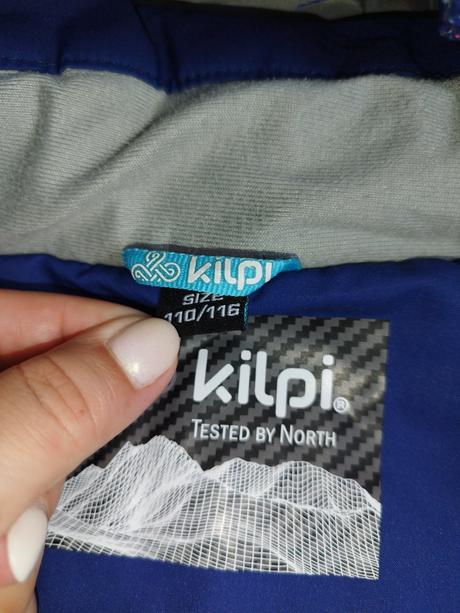 kilpi
SIZE
110/116
kilpi®
TESTED BY NORTH